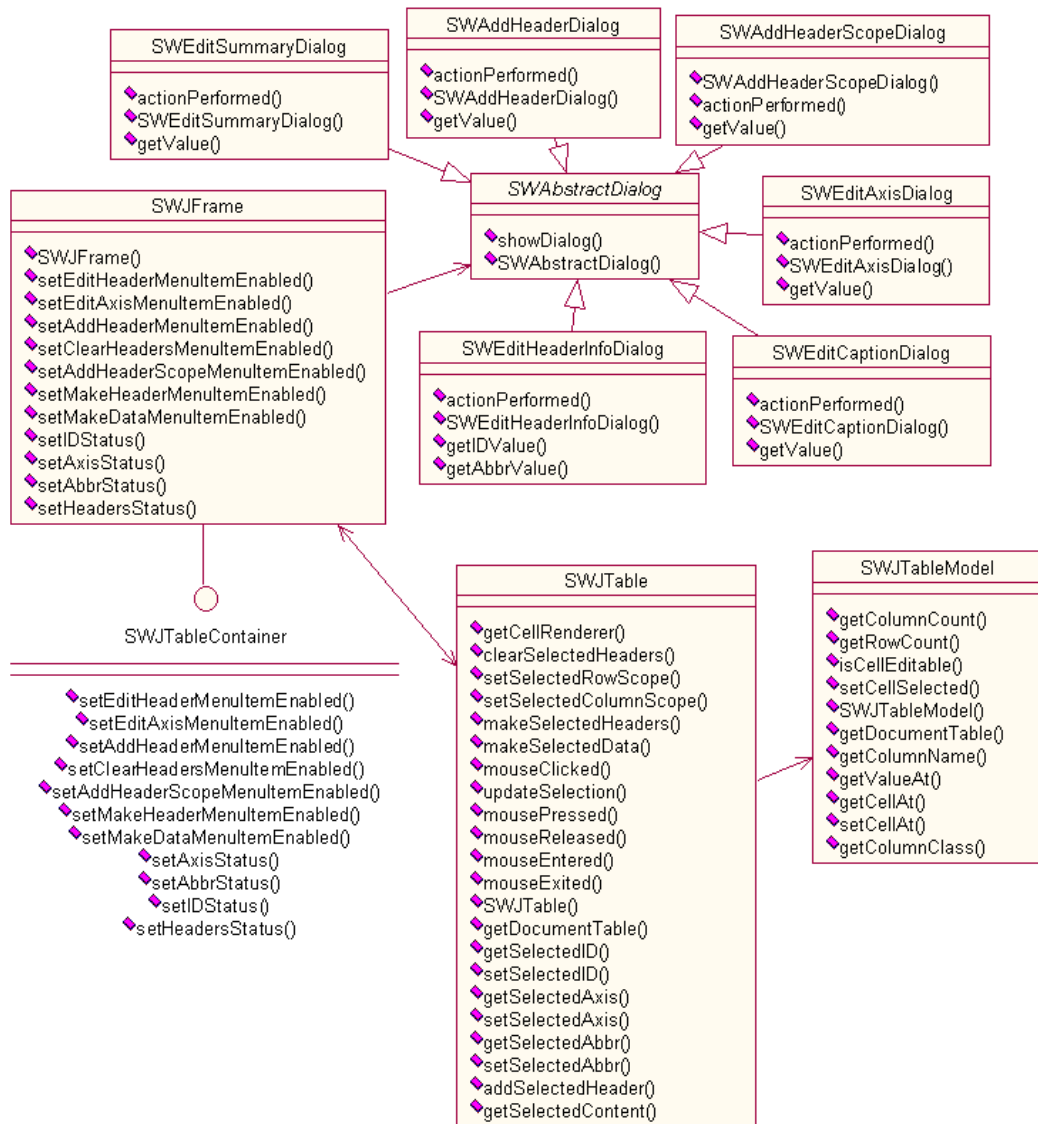 SWEditSummaryDialog
actionPerformed()
SWEditSummaryDialog()
getValue()
SWAddHeaderDialog
actionPerformed()
SWAddHeaderDialog()
getValue()
SWAddHeaderScopeDialog
SWAddHeaderScopeDialog()
actionPerformed()
getValue()
SWAbstractDialog
showDialog()
SWAbstractDialog()
SWEditAxisDialog
actionPerformed()
SWEditAxisDialog()
getValue()
SWJFrame
SWJFrame()
setEditHeaderMenuItemEnabled()
setEditAxisMenuItemEnabled()
setAddHeaderMenuItemEnabled()
setClearHeadersMenuItemEnabled()
setAddHeaderScopeMenuItemEnabled()
setMakeHeaderMenuItemEnabled()
setMakeDataMenuItemEnabled()
setIDStatus()
setAxisStatus()
setAbbrStatus()
setHeadersStatus()
SWEditHeaderInfoDialog
actionPerformed()
SWEditHeaderInfoDialog()
getIDValue()
getAbbrValue()
SWEditCaptionDialog
actionPerformed()
SWEditCaptionDialog()
getValue()
SWJTableContainer
setEditHeaderMenuItemEnabled()
setEditAxisMenuItemEnabled()
setAddHeaderMenuItemEnabled()
setClearHeadersMenuItemEnabled()
setAddHeaderScopeMenuItemEnabled()
setMakeHeaderMenuItemEnabled()
setMakeDataMenuItemEnabled()
setAxisStatus()
setAbbrStatus()
setIDStatus()
setHeadersStatus()
SWJTable
getCellRenderer()
clearSelectedHeaders()
setSelectedRowScope()
setSelectedColumnScope()
makeSelectedHeaders()
makeSelectedData()
mouseClicked()
updateSelection()
mousePressed()
mouseReleased()
mouseEntered()
mouseExited()
SWJTable()
getDocumentTable()
getSelectedID()
setSelectedID()
getSelectedAxis()
setSelectedAxis()
getSelectedAbbr()
setSelectedAbbr()
addSelectedHeader()
getSelectedContent()
SWJTableModel
getColumnCount()
getRowCount()
isCellEditable()
setCellSelected()
SWJTableModel()
getDocumentTable()
getColumnName()
getValueAt()
getCellAt()
setCellAt()
getColumnClass()